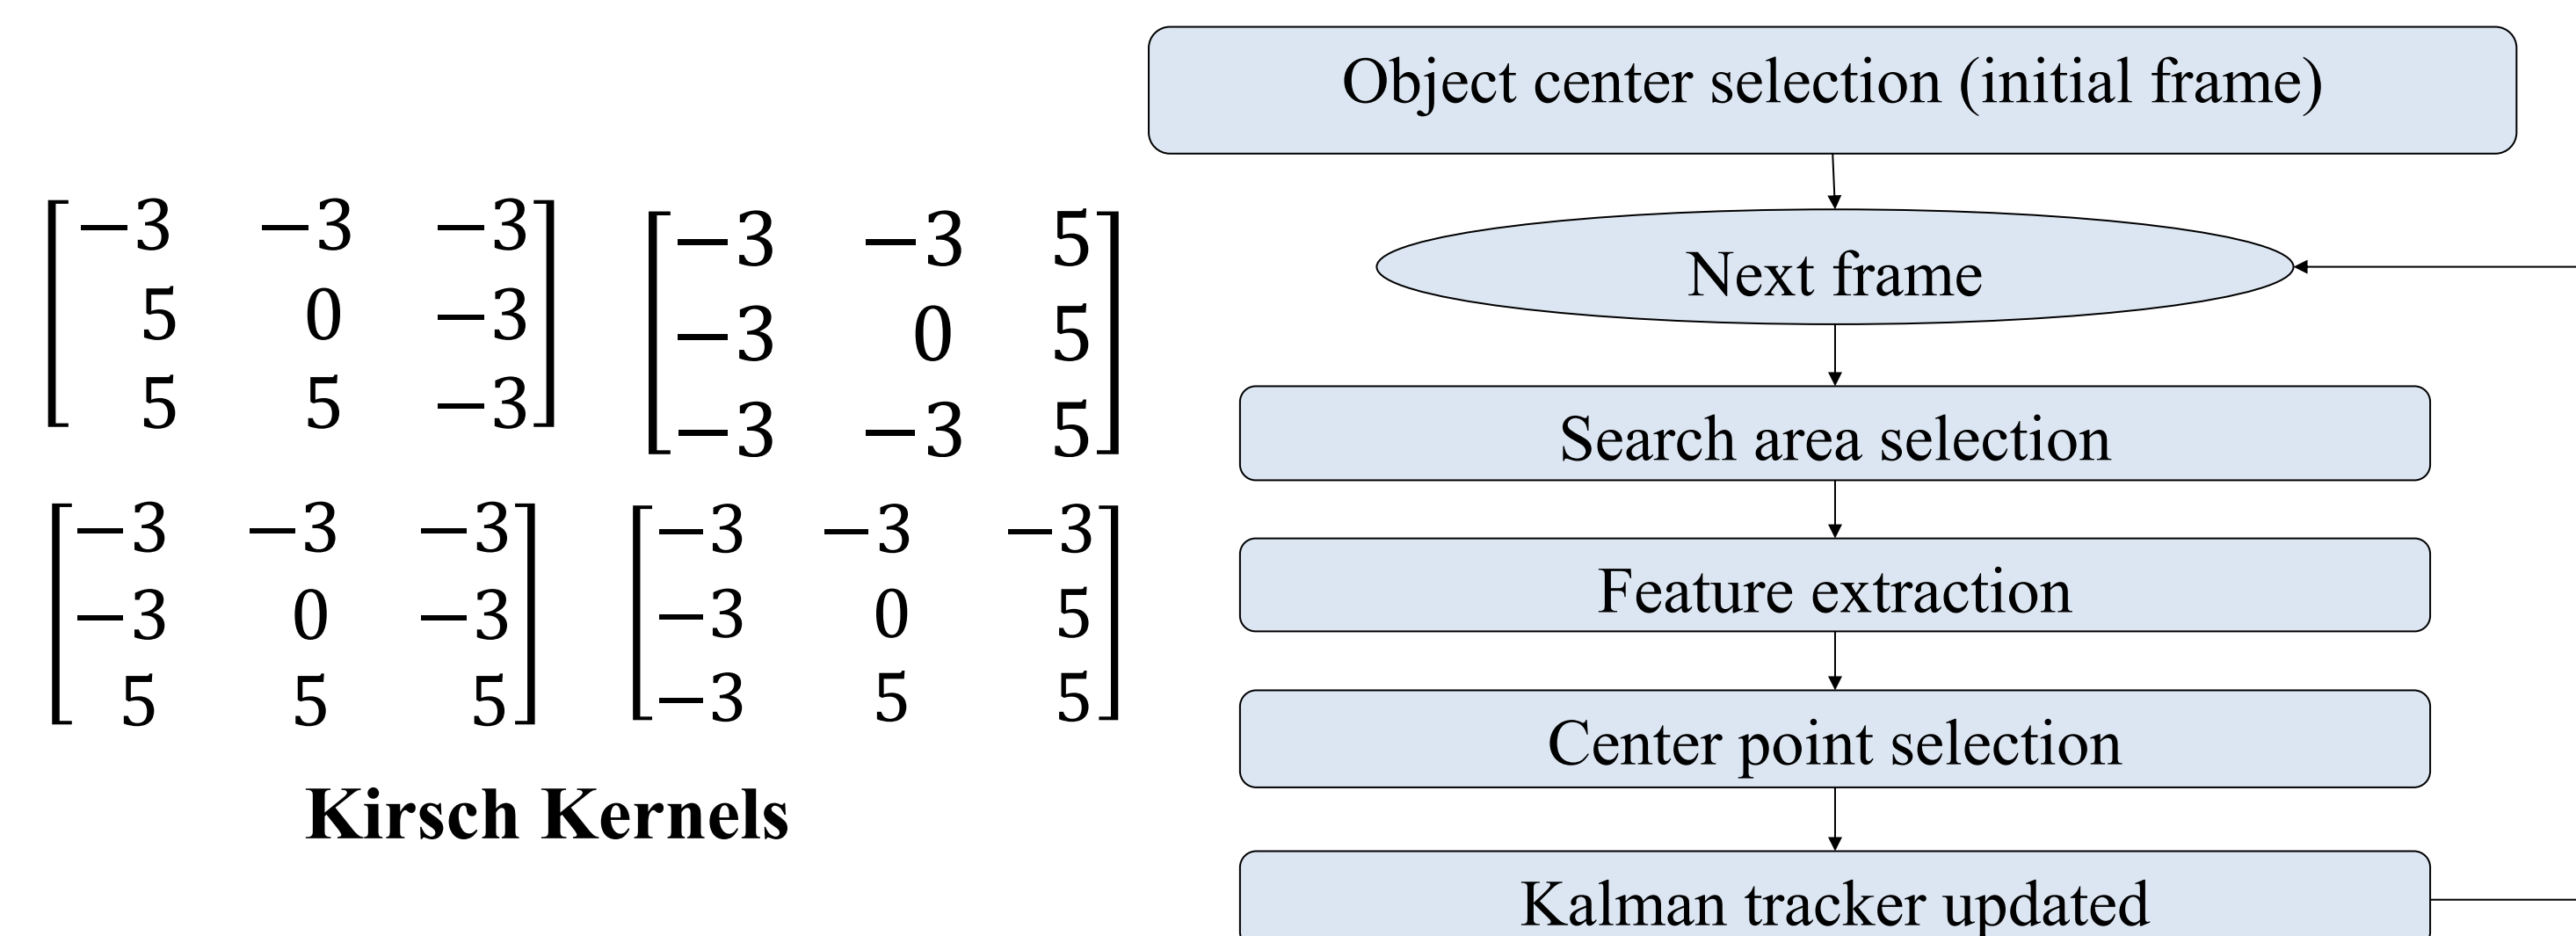 −3 −3 −3
5 0 −3
5 5 −3
−3 −3 5
−3 0 5
−3 −3 5
−3 −3 −3
−3 0 −3
5 5 5
−3 −3 −3
−3 0 5
−3 5 5
Kirsch Kernels
Object center selection (initial frame)
Next frame
Search area selection
Feature extraction
Center point selection
Kalman tracker updated